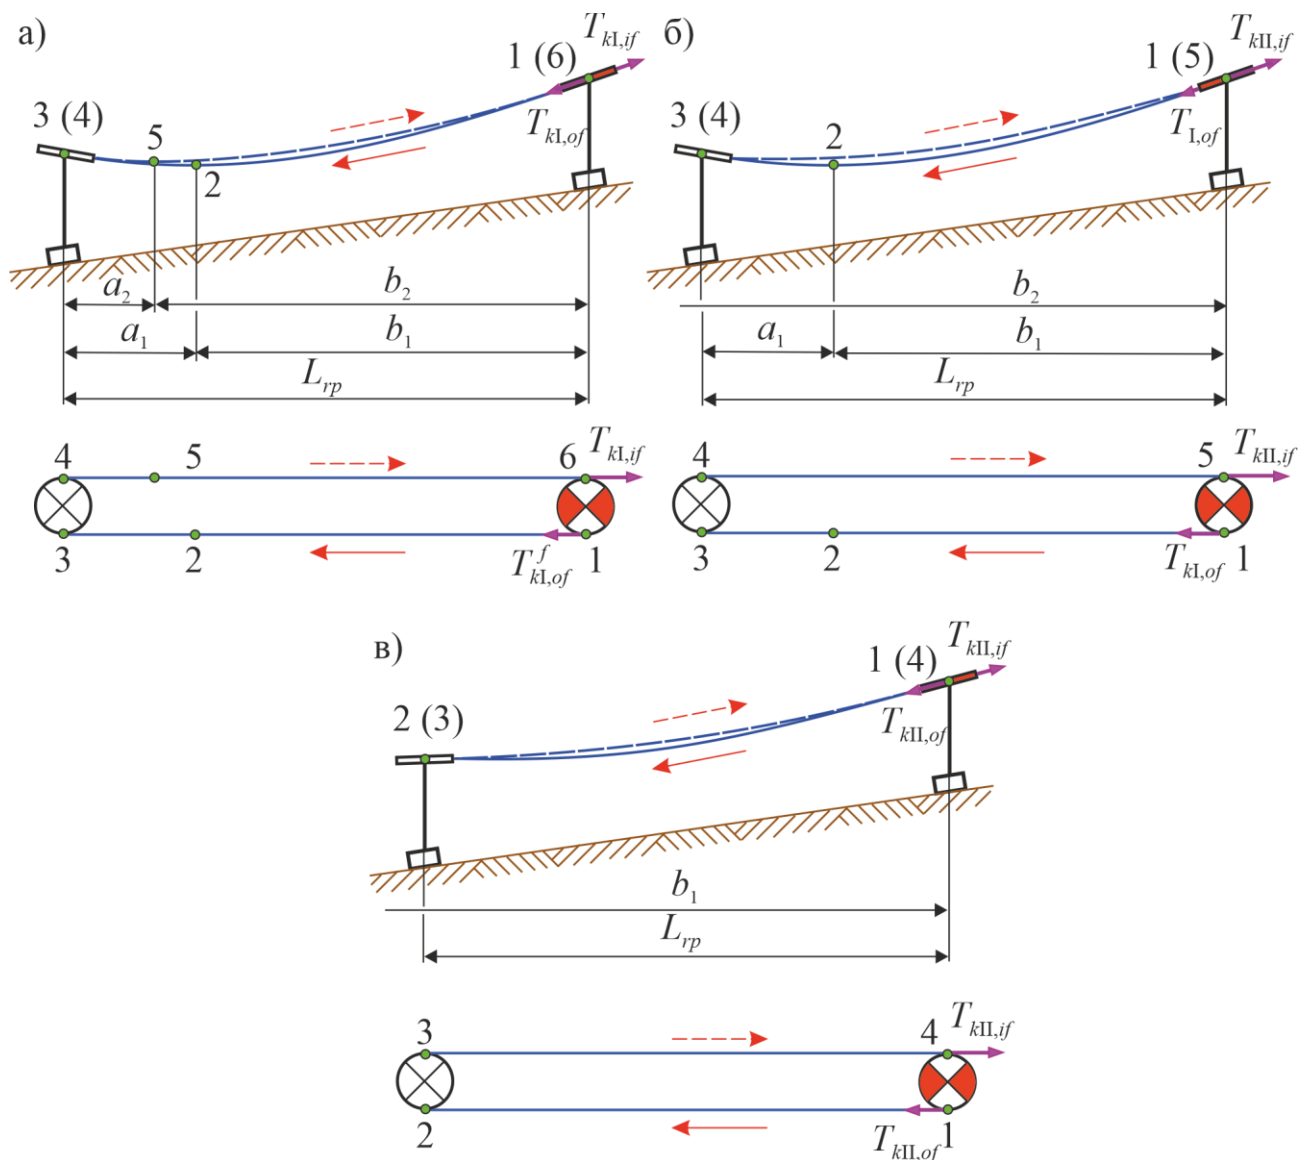 а)
T_{kI,if}
1 (6)
3 (4)
5
2
T_{kI,of}
a_2
b_2
a_1
b_1
L_{rp}
4
5
6
T_{kI,if}
3
2
T^f_{kI,of}
1
б)
T_{kII,if}
1 (5)
3 (4)
2
T_{I,of}
b_2
a_1
b_1
L_{rp}
4
5
T_{kII,if}
3
2
T_{kI,of}
1
в)
T_{kII,if}
1 (4)
2 (3)
T_{kII,of}
b_1
L_{rp}
3
4
T_{kII,if}
2
T_{kII,of}
1